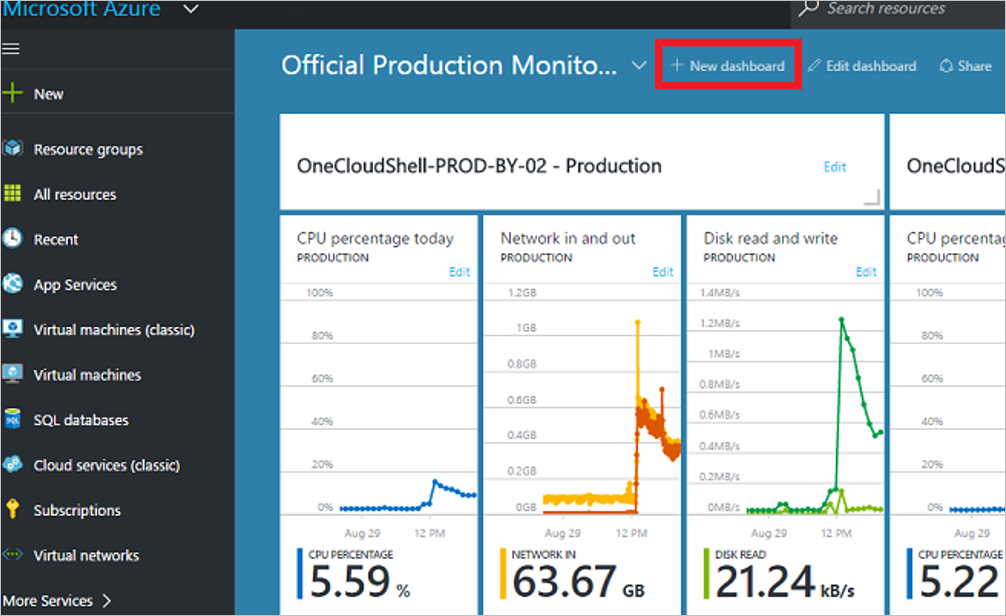 Microsoft Azure
Search resources
Official Production Monito...
New dashboard
Edit dashboard
Share
New
Resource groups
All resources
Recent
App Services
Virtual machines (classic)
Virtual machines
SQL databases
Cloud services (classic)
Subscriptions
Virtual networks
More Services
OneCloudShell-PROD-BY-02 - Production
Edit
OneCloudS
CPU percentage today
PRODUCTION
Edit
100%
80%
60%
40%
20%
0%
Aug 29
12 PM
CPU PERCENTAGE
5.59 %
Network in and out
PRODUCTION
Edit
1.2GB
1GB
0.8GB
0.6GB
0.4GB
0.2GB
0GB
Aug 29
12 PM
NETWORK IN
63.67 GB
Disk read and write
PRODUCTION
Edit
1.4MB/s
1.2MB/s
1MB/s
0.8MB/s
0.6MB/s
0.4MB/s
0.2MB/s
0MB/s
Aug 29
12 PM
DISK READ
21.24 kB/s
CPU percentag
PRODUCTION
100%
80%
60%
40%
20%
0%
Aug 29
CPU PERCENTAGE
5.22